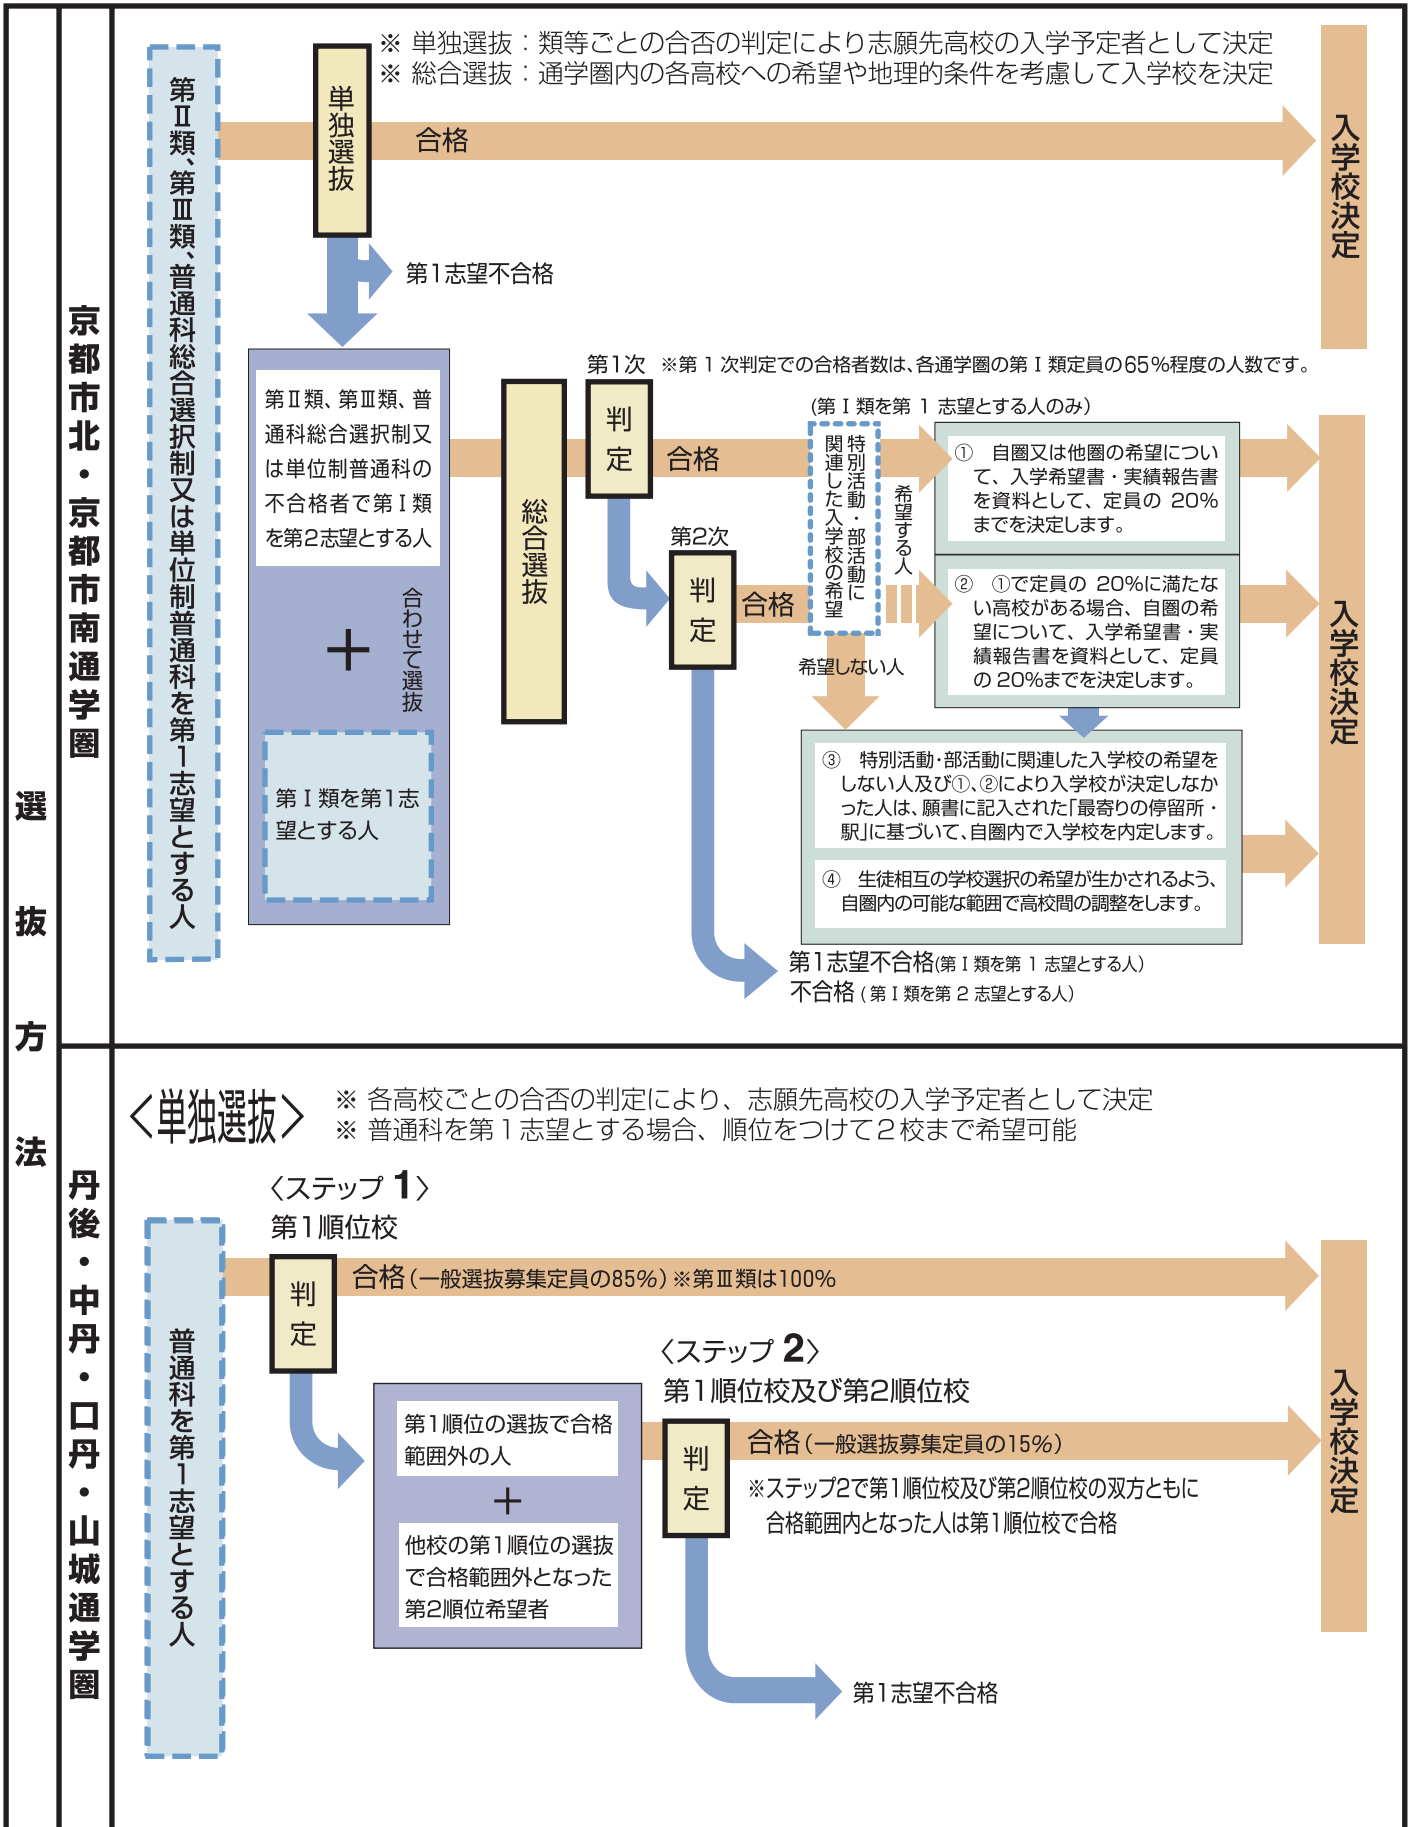 選抜方法
京都市北・京都市南通学圏
※ 単独選抜：類等ごとの合否の判定により志願先高校の入学予定者として決定
※ 総合選抜：通学圏内の各高校への希望や地理的条件を考慮して入学校を決定
第Ⅱ類、第Ⅲ類、普通科総合選択制又は単位制普通科を第1志望とする人
単独選抜
合格
入学校決定
第1志望不合格
第Ⅱ類、第Ⅲ類、普
通科総合選択制又
は単位制普通科の
不合格者で第Ⅰ類
を第2志望とする人
＋
合わせて選抜
第Ⅰ類を第1志
望とする人
総合選抜
第1次
※第 1 次判定での合格者数は、各通学圏の第 Ⅰ 類定員の65%程度の人数です。
判定
合格
第2次
判定
合格
(第 Ⅰ 類を第 1 志望とする人のみ)
特別活動・部活動に
関連した入学校の希望
希望する人
希望しない人
① 自圏又は他圏の希望につい
て、入学希望書・実績報告書
を資料として、定員の 20%
までを決定します。
② ①で定員の 20%に満たな
い高校がある場合、自圏の希
望について、入学希望書・実
績報告書を資料として、定員
の 20%までを決定します。
③ 特別活動・部活動に関連した入学校の希望を
しない人及び①、②により入学校が決定しなか
った人は、願書に記入された「最寄りの停留所・
駅」に基づいて、自圏内で入学校を内定します。
④ 生徒相互の学校選択の希望が生かされるよう、
自圏内の可能な範囲で高校間の調整をします。
入学校決定
第1志望不合格(第 Ⅰ 類を第 1 志望とする人)
不合格 ( 第 Ⅰ 類を第 2 志望とする人)
丹後・中丹・口丹・山城通学圏
〈単独選抜〉
※ 各高校ごとの合否の判定により、志願先高校の入学予定者として決定
※ 普通科を第１志望とする場合、順位をつけて２校まで希望可能
〈ステップ 1〉
第1順位校
普通科を第1志望とする人
判定
合格（一般選抜募集定員の85%）※第Ⅲ類は100%
〈ステップ 2〉
第1順位校及び第2順位校
第1順位の選抜で合格
範囲外の人
＋
他校の第1順位の選抜
で合格範囲外となった
第2順位希望者
判定
合格（一般選抜募集定員の15%）
※ステップ2で第1順位校及び第2順位校の双方ともに
合格範囲内となった人は第1順位校で合格
入学校決定
第1志望不合格